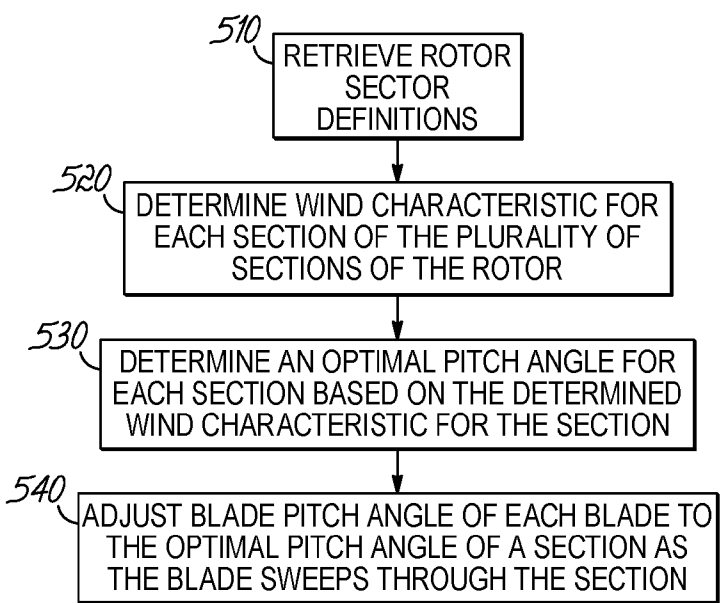 510
RETRIEVE ROTOR
SECTOR
DEFINITIONS
520
DETERMINE WIND CHARACTERISTIC FOR
EACH SECTION OF THE PLURALITY OF
SECTIONS OF THE ROTOR
530
DETERMINE AN OPTIMAL PITCH ANGLE FOR
EACH SECTION BASED ON THE DETERMINED
WIND CHARACTERISTIC FOR THE SECTION
540
ADJUST BLADE PITCH ANGLE OF EACH BLADE TO
THE OPTIMAL PITCH ANGLE OF A SECTION AS
THE BLADE SWEEPS THROUGH THE SECTION